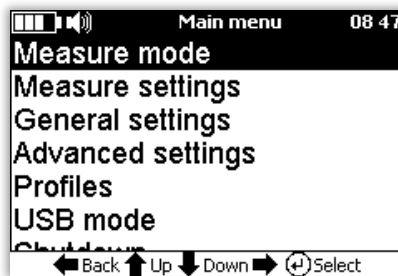 Main menu 08 47
Measure mode
Measure settings
General settings
Advanced settings
Profiles
USB mode
Shutdown
Back Up Down Select